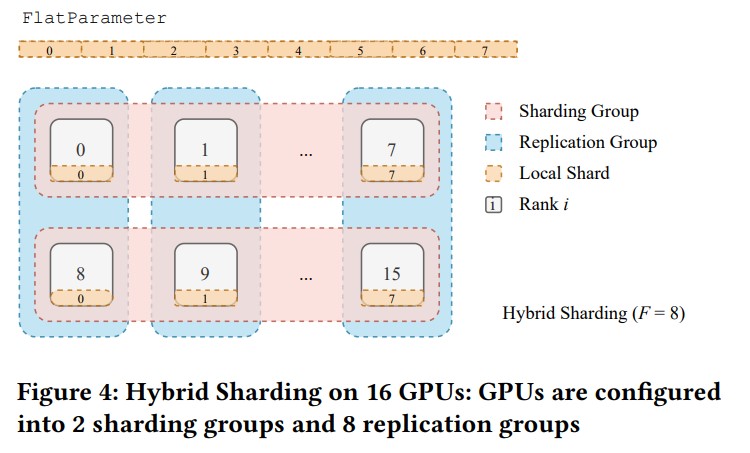 FlatParameter
0 1 2 3 4 5 6 7
0 1 ... 7
0 1 7
8 9 ... 15
0 1 7
Sharding Group
Replication Group
Local Shard
i Rank i
Hybrid Sharding (F = 8)
Figure 4: Hybrid Sharding on 16 GPUs: GPUs are configured
into 2 sharding groups and 8 replication groups